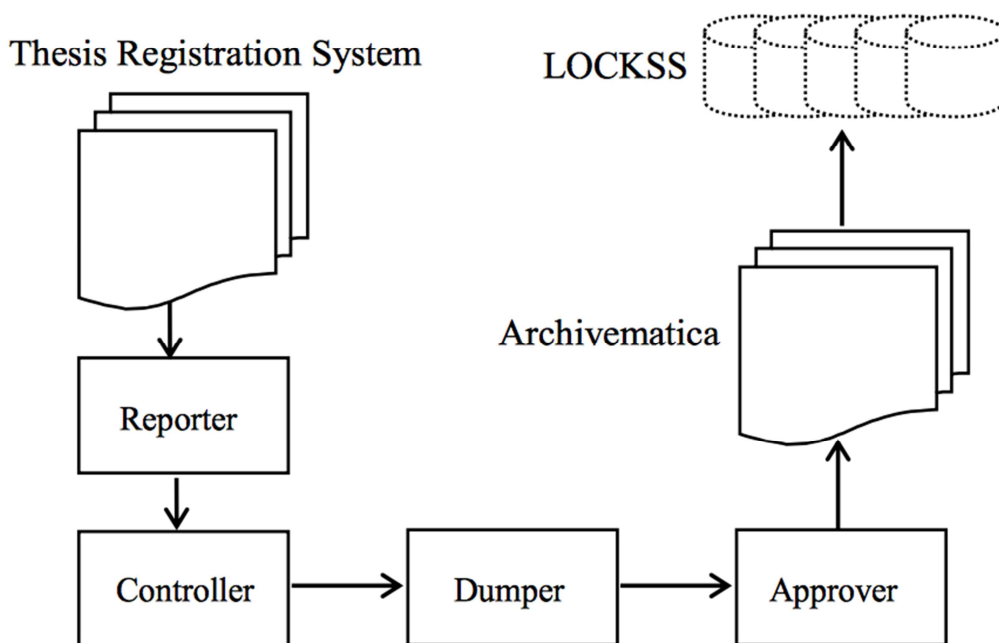 Thesis Registration System
LOCKSS
Archivematica
Reporter
Controller
Dumper
Approver